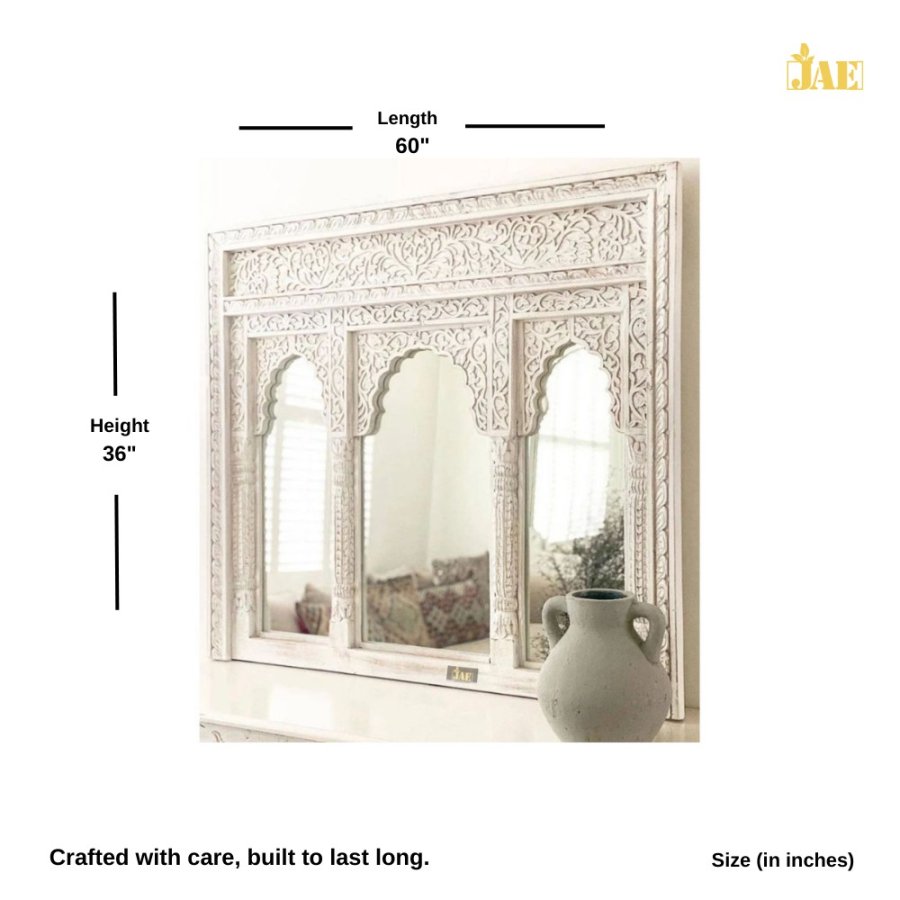 JAE
Length
60"
Height
36"
JAE
Crafted with care, built to last long.
Size (in inches)